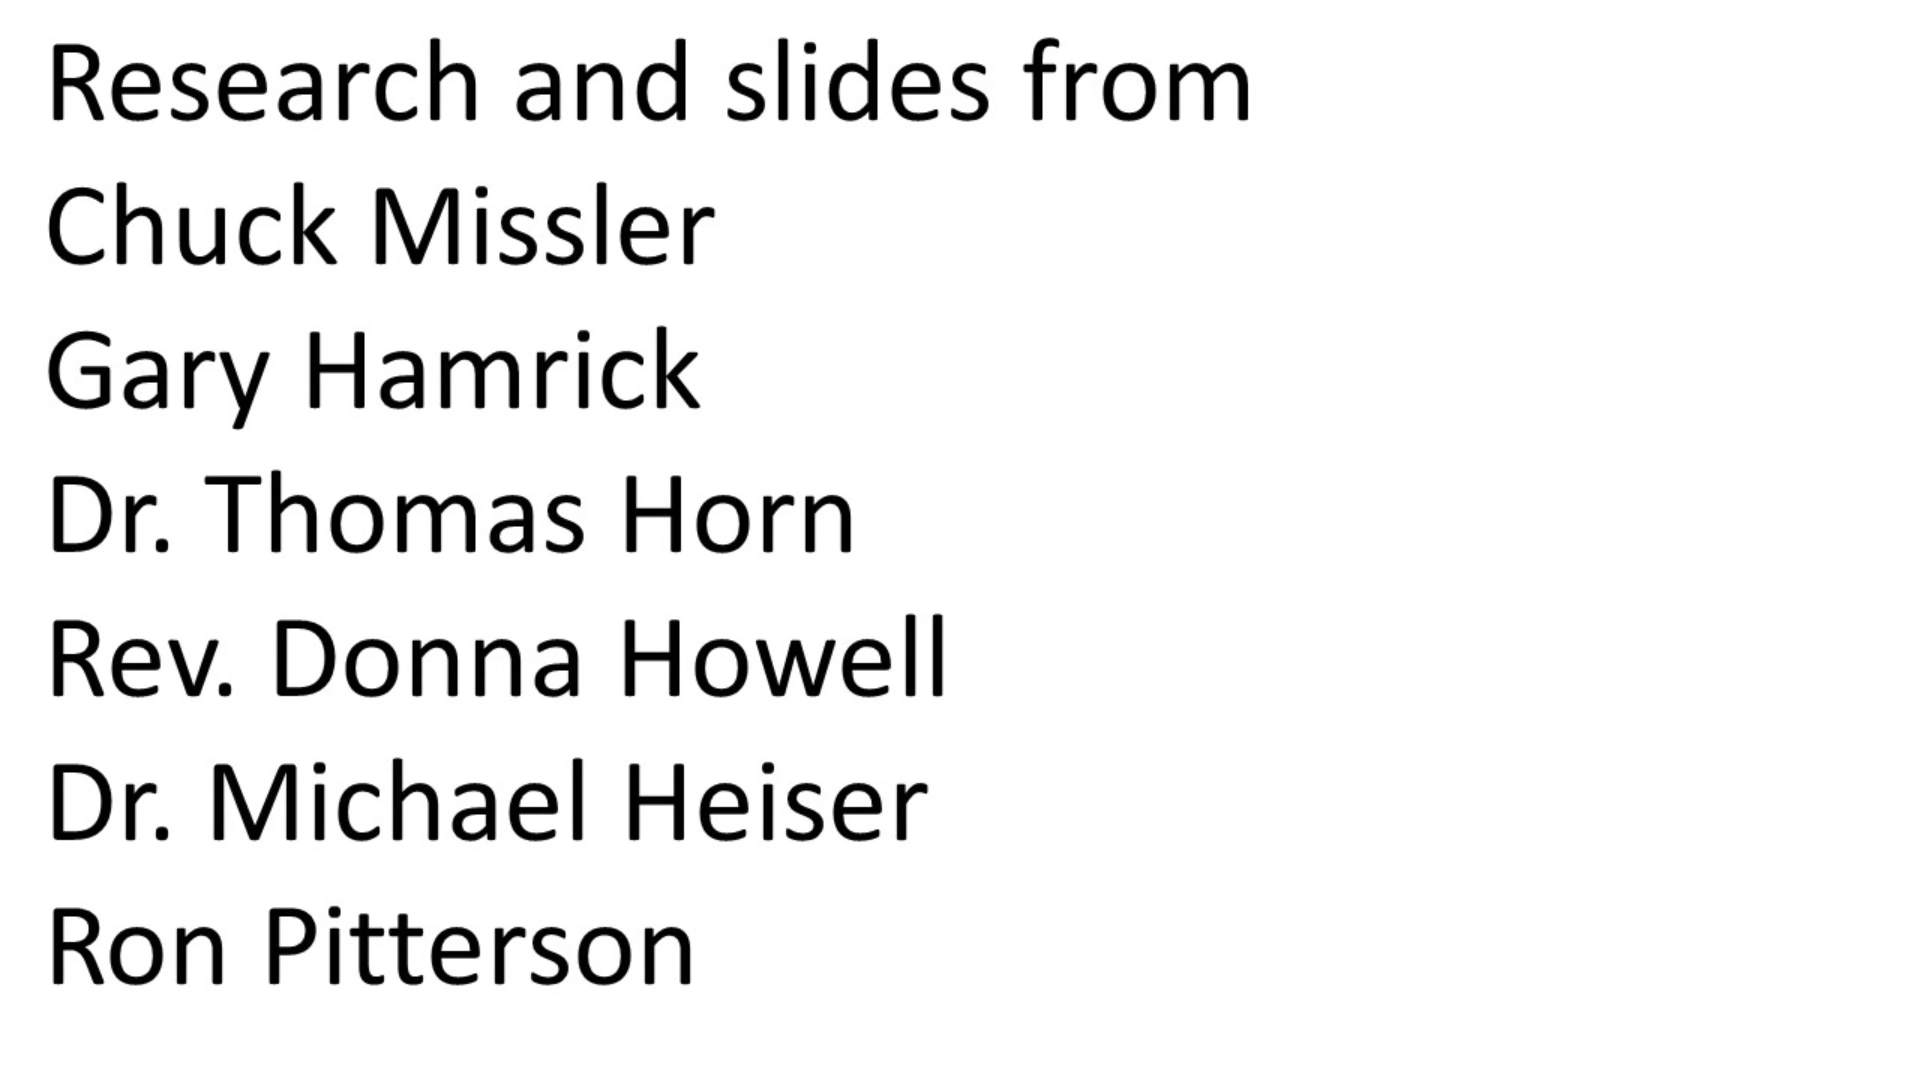 Research and slides from
Chuck Missler
Gary Hamrick
Dr. Thomas Horn
Rev. Donna Howell
Dr. Michael Heiser
Ron Pitterson